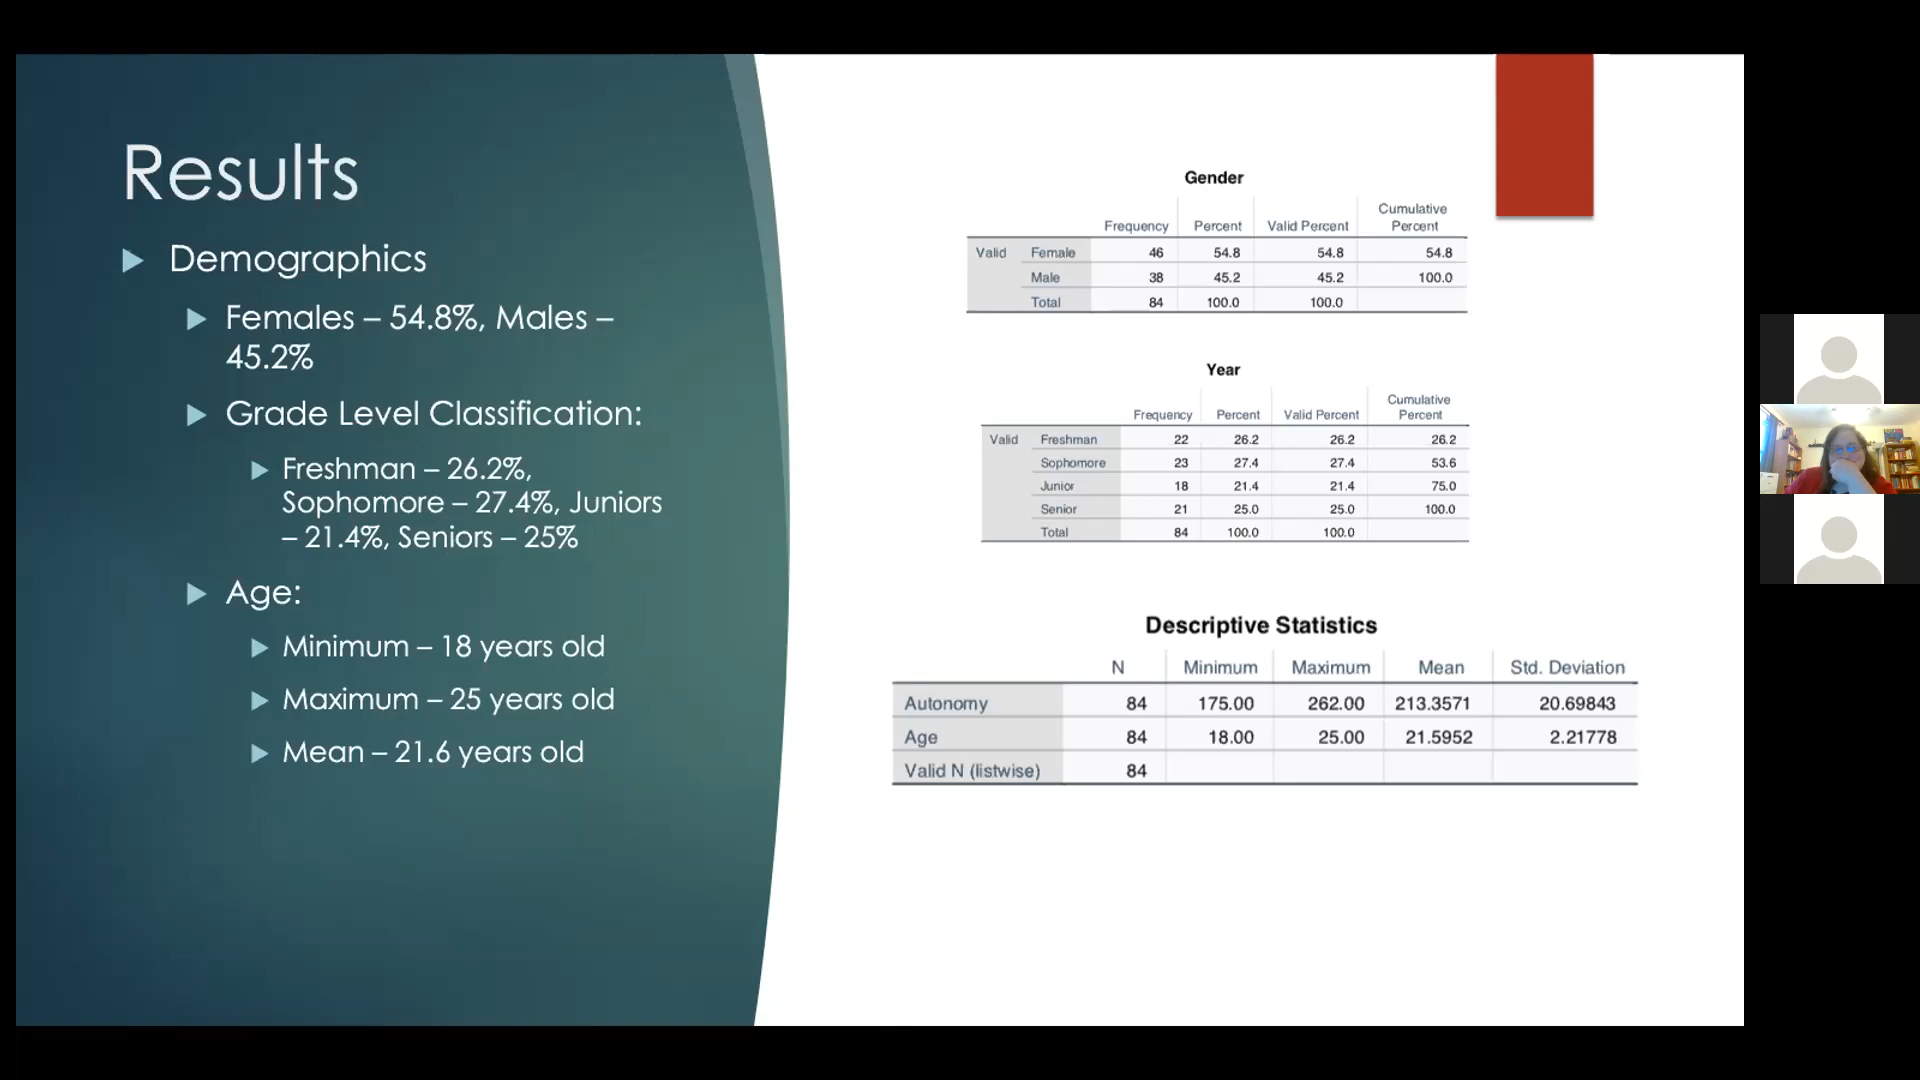 Results
Demographics
Females – 54.8%, Males –
45.2%
Grade Level Classification:
Freshman – 26.2%,
Sophomore – 27.4%, Juniors
– 21.4%, Seniors – 25%
Age:
Minimum – 18 years old
Maximum – 25 years old
Mean – 21.6 years old
Gender
Frequency Percent Valid Percent Cumulative Percent
Valid Female 46 54.8 54.8 54.8
Male 38 45.2 45.2 100.0
Total 84 100.0 100.0
Year
Frequency Percent Valid Percent Cumulative Percent
Valid Freshman 22 26.2 26.2 26.2
Sophomore 23 27.4 27.4 53.6
Junior 18 21.4 21.4 75.0
Senior 21 25.0 25.0 100.0
Total 84 100.0 100.0
Descriptive Statistics
N Minimum Maximum Mean Std. Deviation
Autonomy 84 175.00 262.00 213.3571 20.69843
Age 84 18.00 25.00 21.5952 2.21778
Valid N (listwise) 84